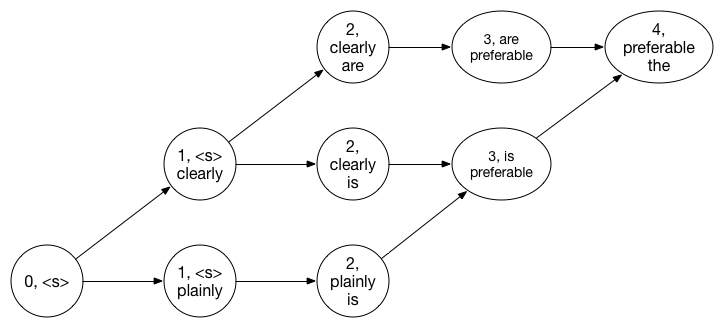 2,
clearly
are
3, are
preferable
4,
preferable
the
1, <s>
clearly
2,
clearly
is
3, is
preferable
0, <s>
1, <s>
plainly
2,
plainly
is